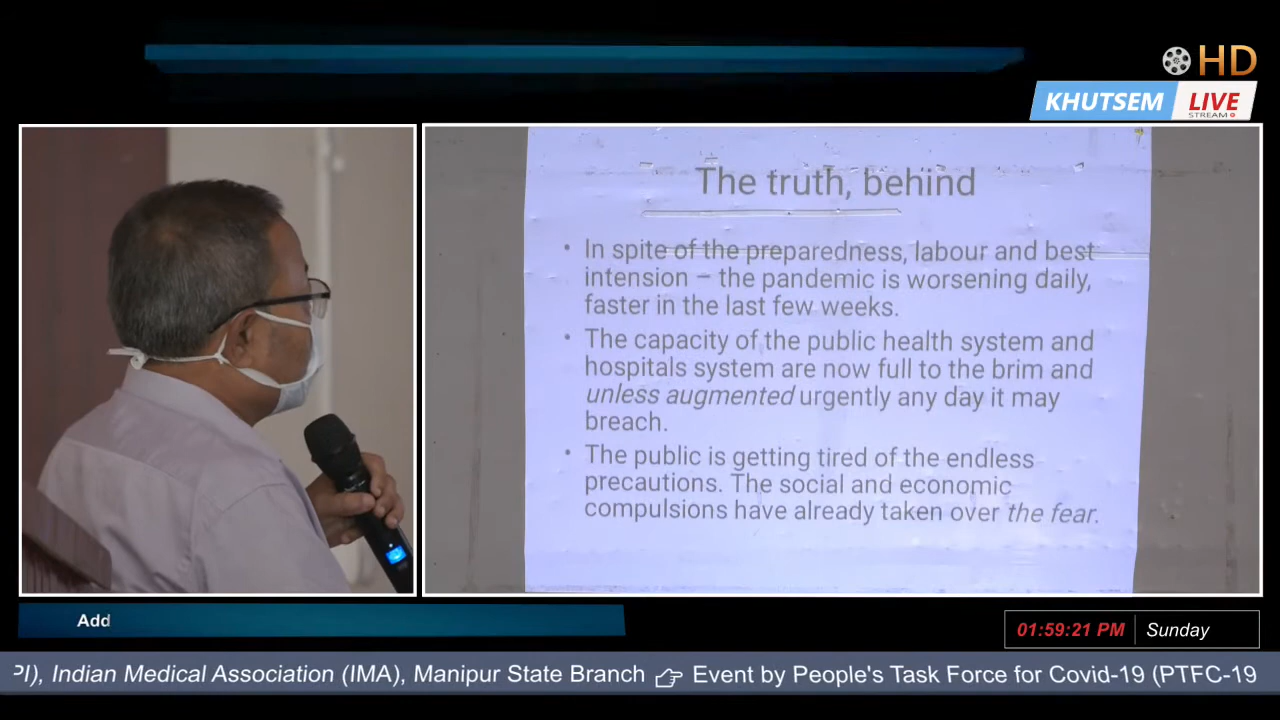 HD
KHUTSEM LIVE
STREAM
The truth, behind
• In spite of the preparedness, labour and best
intension – the pandemic is worsening daily,
faster in the last few weeks.
• The capacity of the public health system and
hospitals system are now full to the brim and
unless augmented urgently any day it may
breach.
• The public is getting tired of the endless
precautions. The social and economic
compulsions have already taken over the fear.
Add
01:59:21 PM Sunday
PI), Indian Medical Association (IMA), Manipur State Branch Event by People's Task Force for Covid-19 (PTFC-19